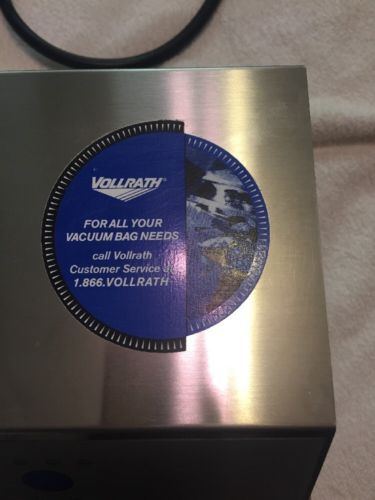 VOLLRATH®
FOR ALL YOUR
VACUUM BAG NEEDS
call Vollrath
Customer Service
1.866.VOLLRATH